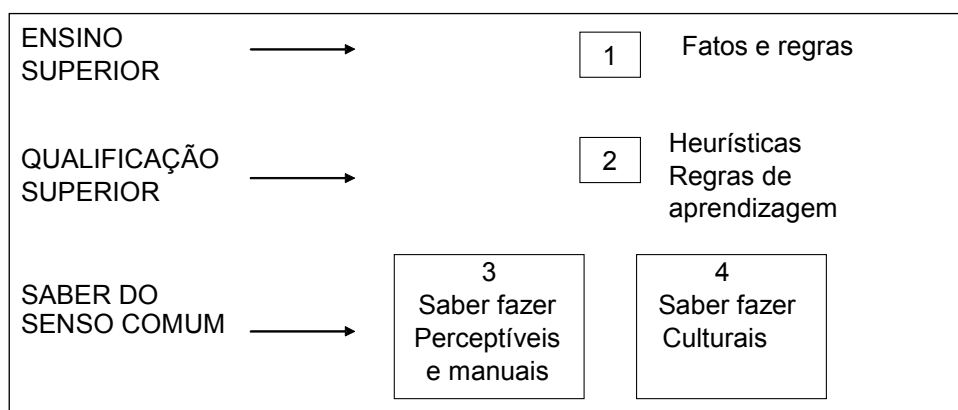 ENSINO
SUPERIOR
1
Fatos e regras
QUALIFICAÇÃO
SUPERIOR
2
Heurísticas
Regras de
aprendizagem
SABER DO
SENSO COMUM
3
Saber fazer
Perceptíveis
e manuais
4
Saber fazer
Culturais